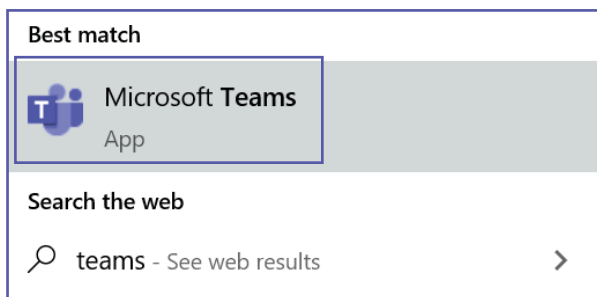 Best match
T
Microsoft Teams
App
Search the web
teams - See web results